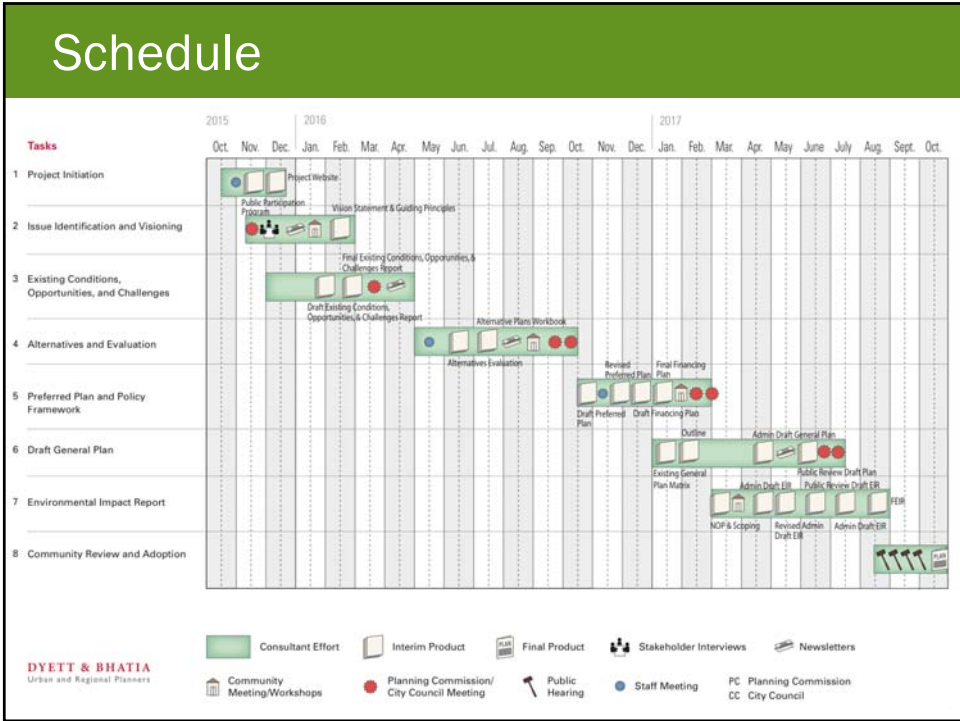 Schedule
2015 2016 2017
Tasks
Oct. Nov. Dec. Jan. Feb. Mar. Apr. May Jun. Jul. Aug. Sep. Oct. Nov. Dec. Jan. Feb. Mar. Apr. May June July Aug. Sept. Oct.
1 Project Initiation
Project Website
Public Participation
Program
Vision Statement & Guiding Principles
2 Issue Identification and Visioning
Final Existing Conditions, Opportunities, &
Challenges Report
3 Existing Conditions,
Opportunities, and Challenges
Draft Existing Conditions,
Opportunities, & Challenges Report
Alternative Plans Workbook
4 Alternatives and Evaluation
Alternatives Evaluation
Revised
Preferred Plan
Final Financing
Plan
5 Preferred Plan and Policy
Framework
Draft Preferred
Plan
Draft Financing Plan
Outline
Admin Draft General Plan
6 Draft General Plan
Existing General
Plan Matrix
Public Review Draft Plan
Admin Draft EIR
Public Review Draft EIR
7 Environmental Impact Report
FEIR
NOP & Scoping
Revised Admin
Draft EIR
Admin Draft EIR
8 Community Review and Adoption
PLAN
Consultant Effort
Interim Product
PLAN
Final Product
Stakeholder Interviews
Newsletters
DYETT & BHATIA
Urban and Regional Planners
Community
Meeting/Workshops
Planning Commission/
City Council Meeting
Public
Hearing
Staff Meeting
PC Planning Commission
CC City Council